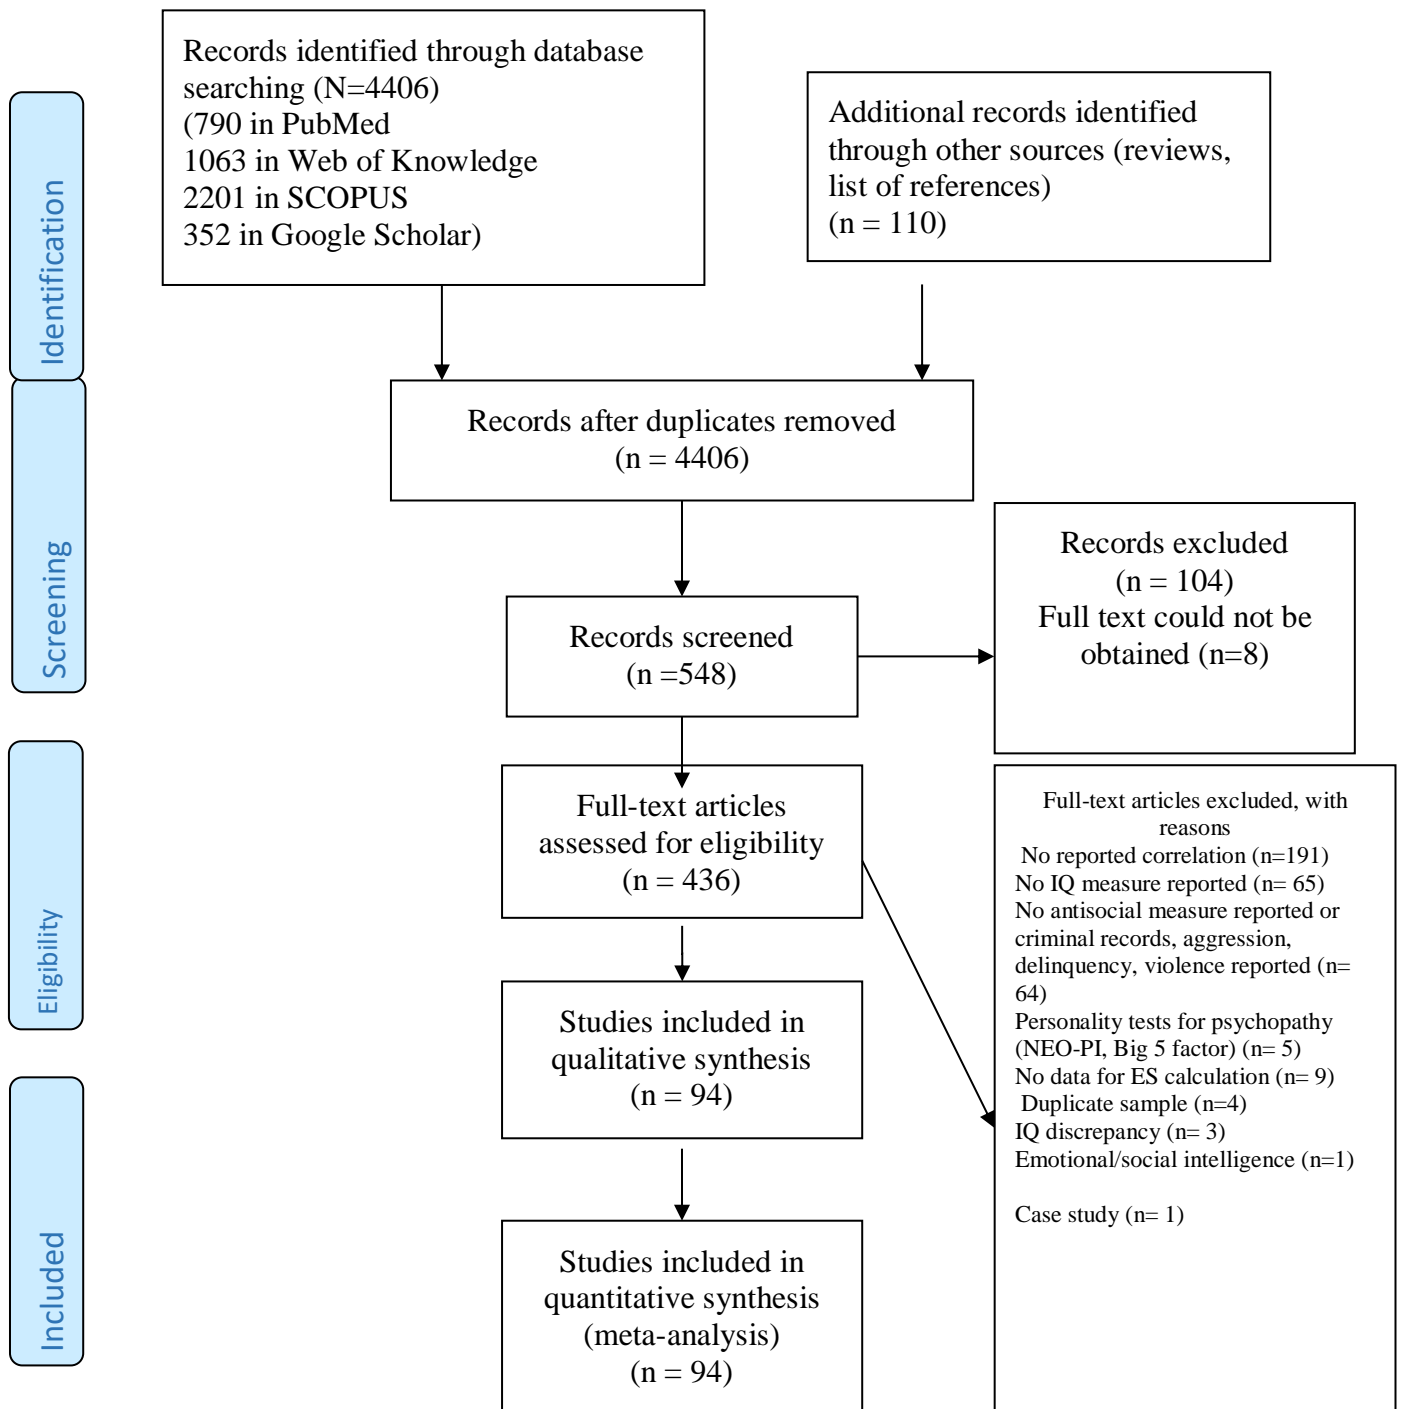 Records identified through database
searching (N=4406)
(790 in PubMed
1063 in Web of Knowledge
2201 in SCOPUS
352 in Google Scholar)
Additional records identified
through other sources (reviews,
list of references)
(n = 110)
Identification
Records after duplicates removed
(n = 4406)
Screening
Records screened
(n =548)
Records excluded
(n = 104)
Full text could not be
obtained (n=8)
Eligibility
Full-text articles
assessed for eligibility
(n = 436)
Full-text articles excluded, with
reasons
No reported correlation (n=191)
No IQ measure reported (n= 65)
No antisocial measure reported or
criminal records, aggression,
delinquency, violence reported (n=
64)
Personality tests for psychopathy
(NEO-PI, Big 5 factor) (n= 5)
No data for ES calculation (n= 9)
Duplicate sample (n=4)
IQ discrepancy (n= 3)
Emotional/social intelligence (n=1)
Case study (n= 1)
Studies included in
qualitative synthesis
(n = 94)
Included
Studies included in
quantitative synthesis
(meta-analysis)
(n = 94)